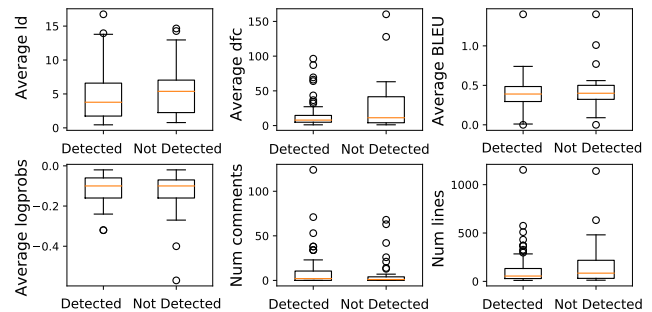 Average ld
15
10
5
0
Detected Not Detected
Average dfc
150
100
50
0
Detected Not Detected
Average BLEU
1.0
0.5
0.0
Detected Not Detected
Average logprobs
0.0
−0.2
−0.4
Detected Not Detected
Num comments
100
50
0
Detected Not Detected
Num lines
1000
500
0
Detected Not Detected